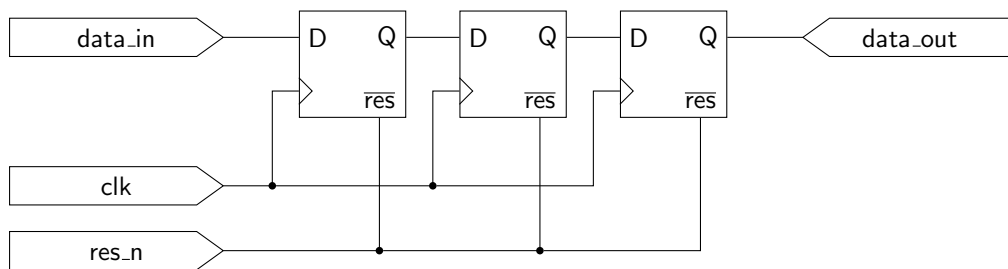 data_in D Q D Q D Q data_out
res res res
clk
res_n